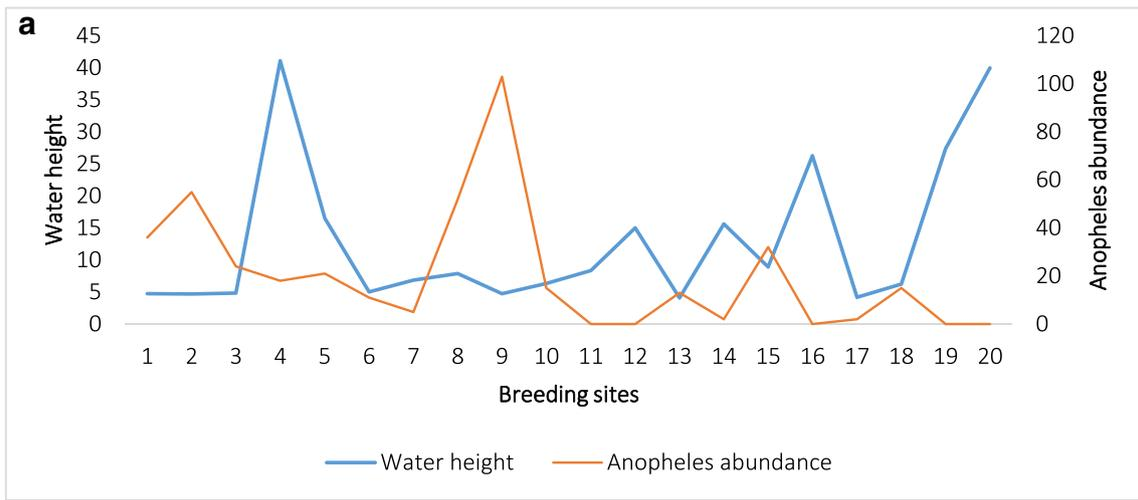 a
45
40
35
30
25
20
15
10
5
0
Water height
120
100
80
60
40
20
0
Anopheles abundance
1 2 3 4 5 6 7 8 9 10 11 12 13 14 15 16 17 18 19 20
Breeding sites
Water height Anopheles abundance